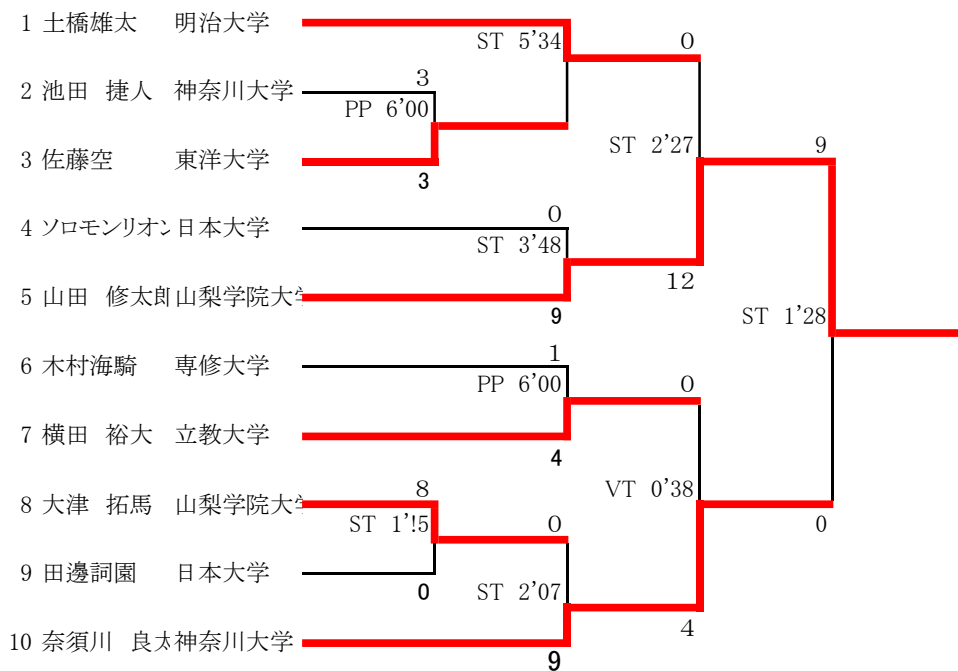 1 土橋雄太 明治大学
ST 5’34
0
3
2 池田 捷人 神奈川大学
PP 6’00
ST 2’27
9
3 佐藤空 東洋大学
3
0
4 ソロモンリオン 日本大学
ST 3’48
12
5 山田 修太郎 山梨学院大学
9
ST 1’28
1
6 木村海騎 専修大学
PP 6’00
0
7 横田 裕大 立教大学
4
8
VT 0’38
8 大津 拓馬 山梨学院大学
ST 1’!5
0
0
9 田邊詞園 日本大学
0
ST 2’07
4
10 奈須川 良太 神奈川大学
9